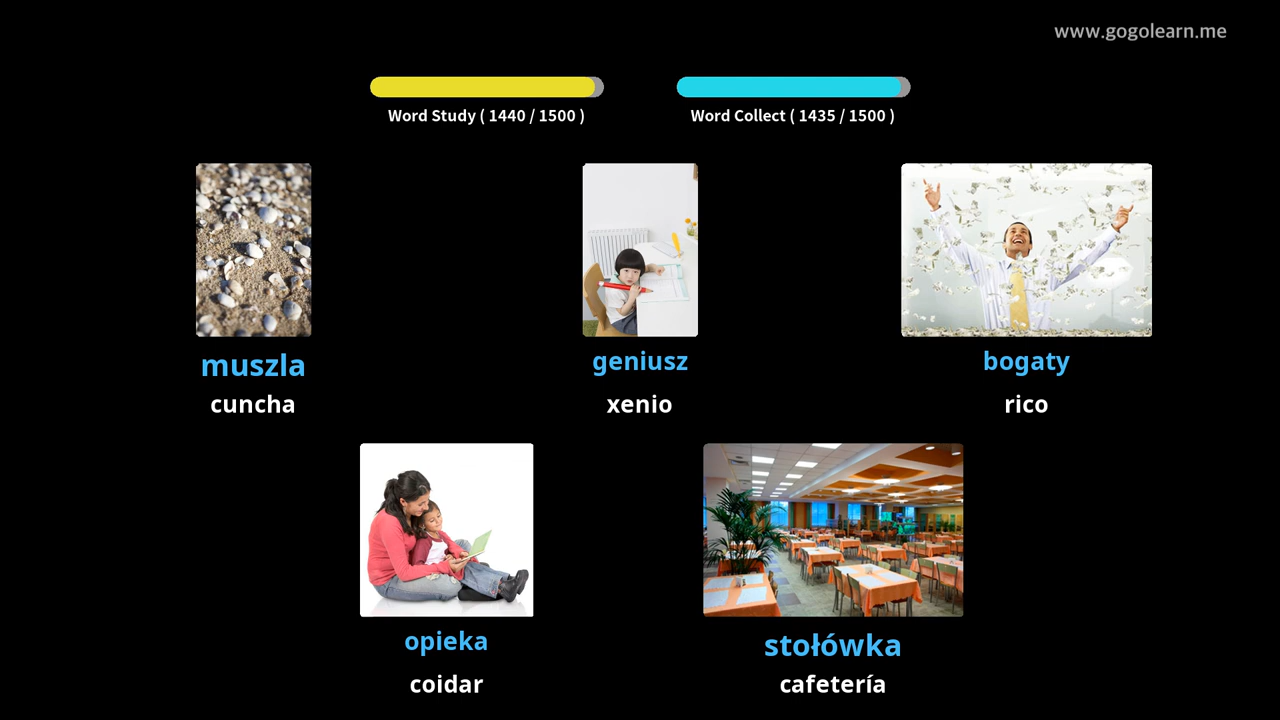 www.gogolearn.me
Word Study ( 1440 / 1500 )
Word Collect ( 1435 / 1500 )
muszla
cuncha
geniusz
xenio
bogaty
rico
opieka
coidar
stołówka
cafetería